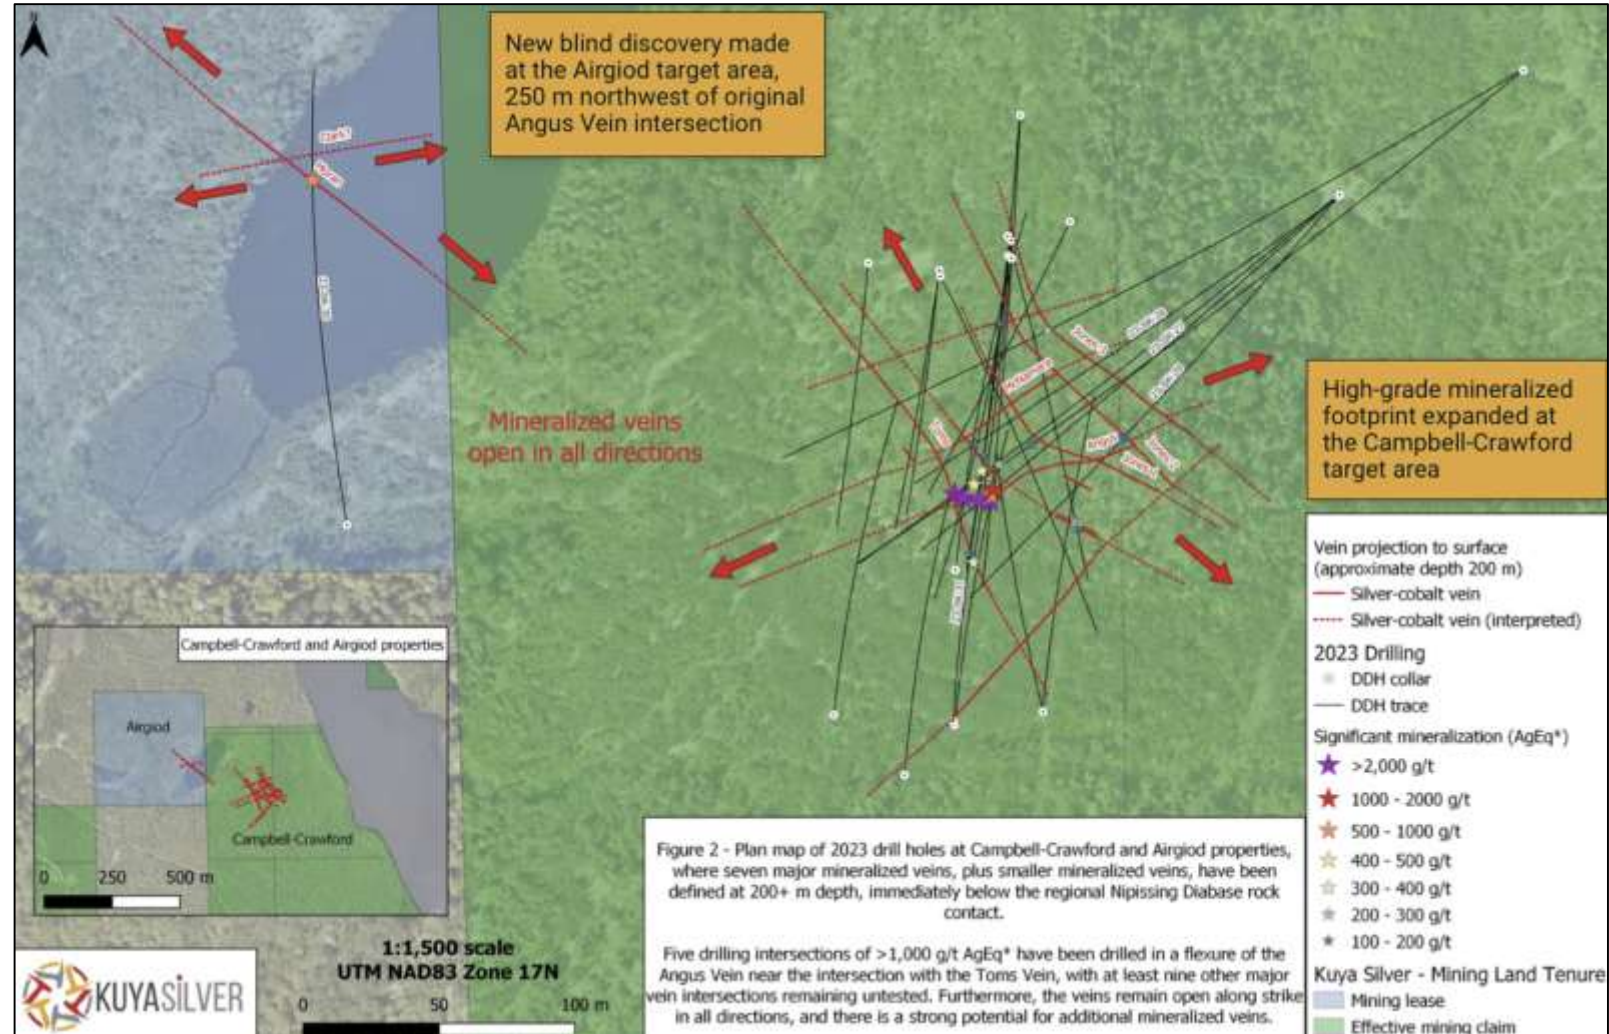 New blind discovery made
at the Airgiod target area,
250 m northwest of original
Angus Vein intersection
Mineralized veins
open in all directions
McNamara
Toms
Angus
High-grade mineralized
footprint expanded at
the Campbell-Crawford
target area
Vein projection to surface
(approximate depth 200 m)
Silver-cobalt vein
Silver-cobalt vein (interpreted)
2023 Drilling
DDH collar
DDH trace
Significant mineralization (AgEq*)
>2,000 g/t
1000 - 2000 g/t
500 - 1000 g/t
400 - 500 g/t
300 - 400 g/t
200 - 300 g/t
100 - 200 g/t
Kuya Silver - Mining Land Tenure
Mining lease
Effective mining claim
Campbell-Crawford and Airgiod properties
Airgiod
Campbell-Crawford
0 250 500 m
KUYASILVER
1:1,500 scale
UTM NAD83 Zone 17N
0 50 100 m
Figure 2 - Plan map of 2023 drill holes at Campbell-Crawford and Airgiod properties,
where seven major mineralized veins, plus smaller mineralized veins, have been
defined at 200+ m depth, immediately below the regional Nipissing Diabase rock
contact.
Five drilling intersections of >1,000 g/t AgEq* have been drilled in a flexure of the
Angus Vein near the intersection with the Toms Vein, with at least nine other major
vein intersections remaining untested. Furthermore, the veins remain open along strike
in all directions, and there is a strong potential for additional mineralized veins.